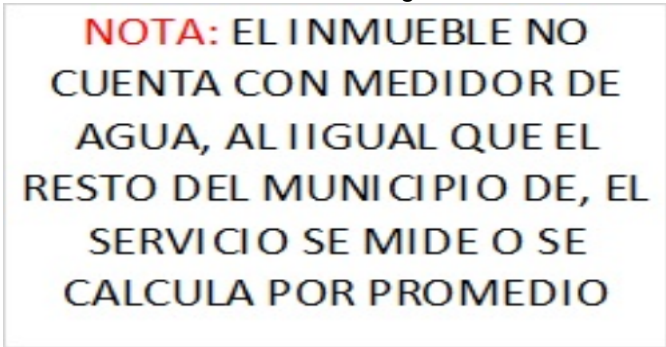 NOTA: EL INMUEBLE NO
CUENTA CON MEDIDOR DE
AGUA, AL IIGUAL QUE EL
RESTO DEL MUNICIPIO DE, EL
SERVICIO SE MIDE O SE
CALCULA POR PROMEDIO